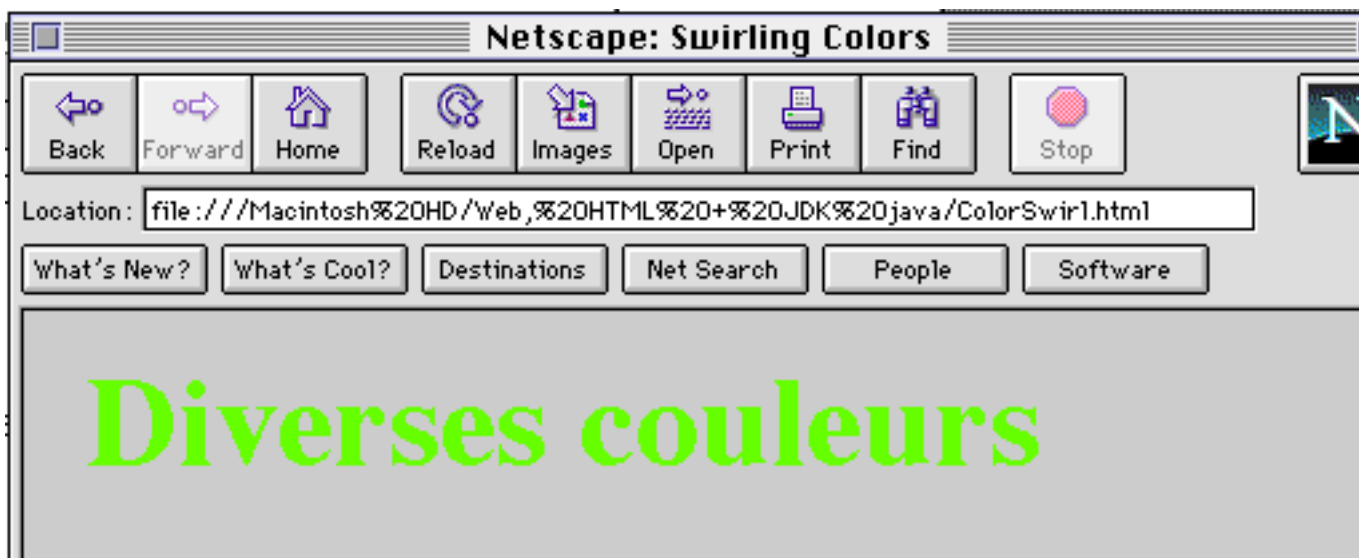 Netscape: Swirling Colors
Back Forward Home Reload Images Open Print Find Stop N
Location: file:///Macintosh%20HD/Web,%20HTML%20+%20JDK%20java/ColorSwirl.html
What's New? What's Cool? Destinations Net Search People Software
Diverses couleurs